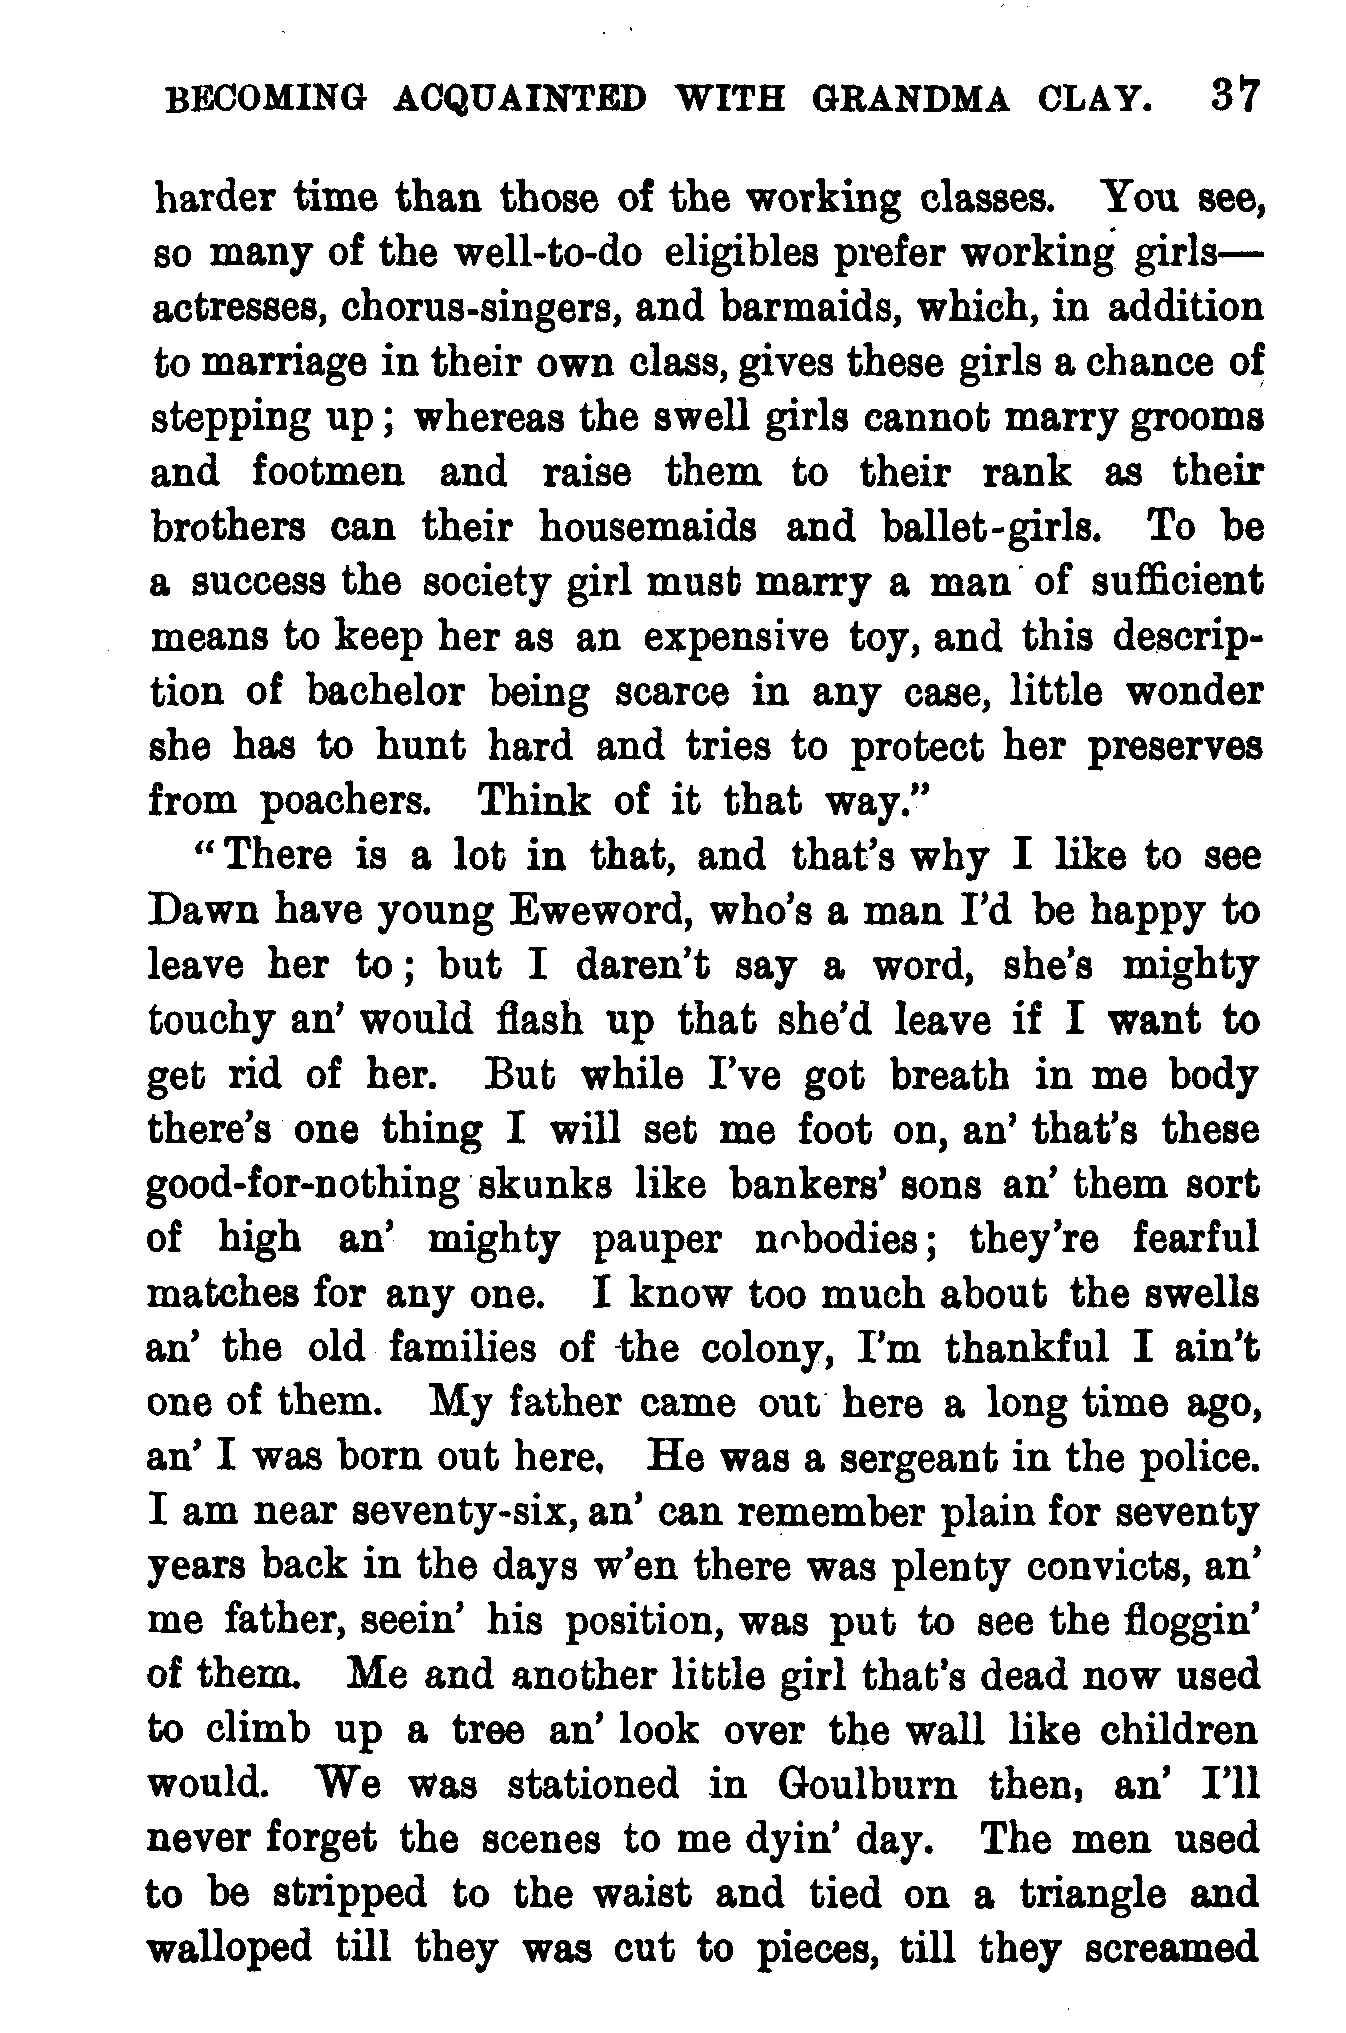 BECOMING ACQUAINTED WITH GRANDMA CLAY. 37
harder time than those of the working classes. You see,
so many of the well-to-do eligibles prefer working girls—
actresses, chorus-singers, and barmaids, which, in addition
to marriage in their own class, gives these girls a chance of
stepping up; whereas the swell girls cannot marry grooms
and footmen and raise them to their rank as their
brothers can their housemaids and ballet-girls. To be
a success the society girl must marry a man of sufficient
means to keep her as an expensive toy, and this descrip-
tion of bachelor being scarce in any case, little wonder
she has to hunt hard and tries to protect her preserves
from poachers. Think of it that way.”
“There is a lot in that, and that's why I like to see
Dawn have young Eweword, who's a man I'd be happy to
leave her to; but I daren't say a word, she's mighty
touchy an' would flash up that she'd leave if I want to
get rid of her. But while I've got breath in me body
there's one thing I will set me foot on, an' that's these
good-for-nothing skunks like bankers' sons an' them sort
of high an' mighty pauper nobodies; they're fearful
matches for any one. I know too much about the swells
an' the old families of the colony, I'm thankful I ain't
one of them. My father came out here a long time ago,
an' I was born out here. He was a sergeant in the police.
I am near seventy-six, an' can remember plain for seventy
years back in the days w'en there was plenty convicts, an'
me father, seein' his position, was put to see the floggin'
of them. Me and another little girl that's dead now used
to climb up a tree an' look over the wall like children
would. We was stationed in Goulburn then, an' I'll
never forget the scenes to me dyin' day. The men used
to be stripped to the waist and tied on a triangle and
walloped till they was cut to pieces, till they screamed